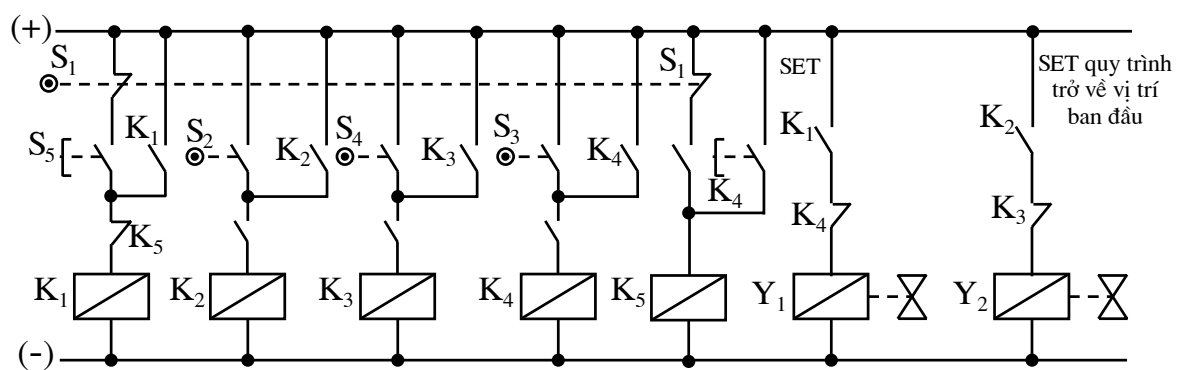 (+)
S₁ S₁ SET SET quy trình
trở về vị trí
ban đầu
S₅ K₁ S₂ K₂ S₄ K₃ S₃ K₄ K₁ K₂
K₄
K₅ K₄ K₃
K₁ K₂ K₃ K₄ K₅ Y₁ Y₂
(-)